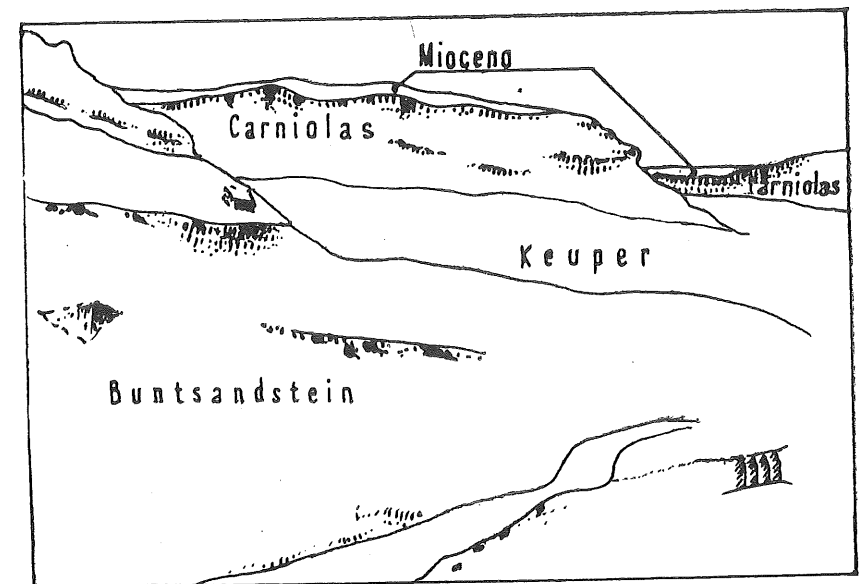 Mioceno
Carniolas
Carniolas
Keuper
Buntsandstein